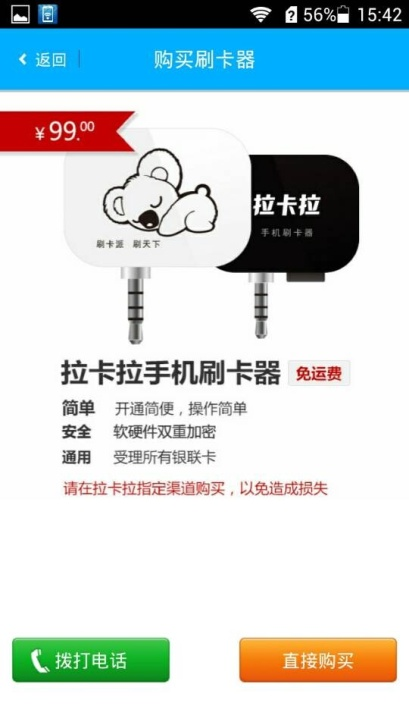 56% 15:42
返回 购买刷卡器
¥99.00
刷卡派 刷天下
拉卡拉
手机刷卡器
拉卡拉手机刷卡器 免运费
简单 开通简便，操作简单
安全 软硬件双重加密
通用 受理所有银联卡
请在拉卡拉指定渠道购买，以免造成损失
拨打电话 直接购买